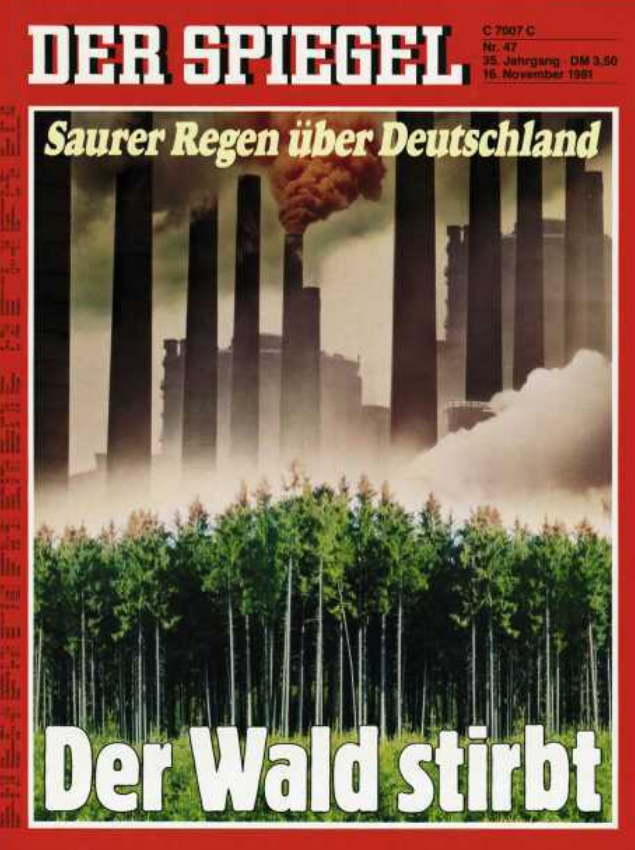 DER SPIEGEL
C 7007 C
Nr. 47
35. Jahrgang · DM 3,50
16. November 1981
Saurer Regen über Deutschland
Der Wald stirbt